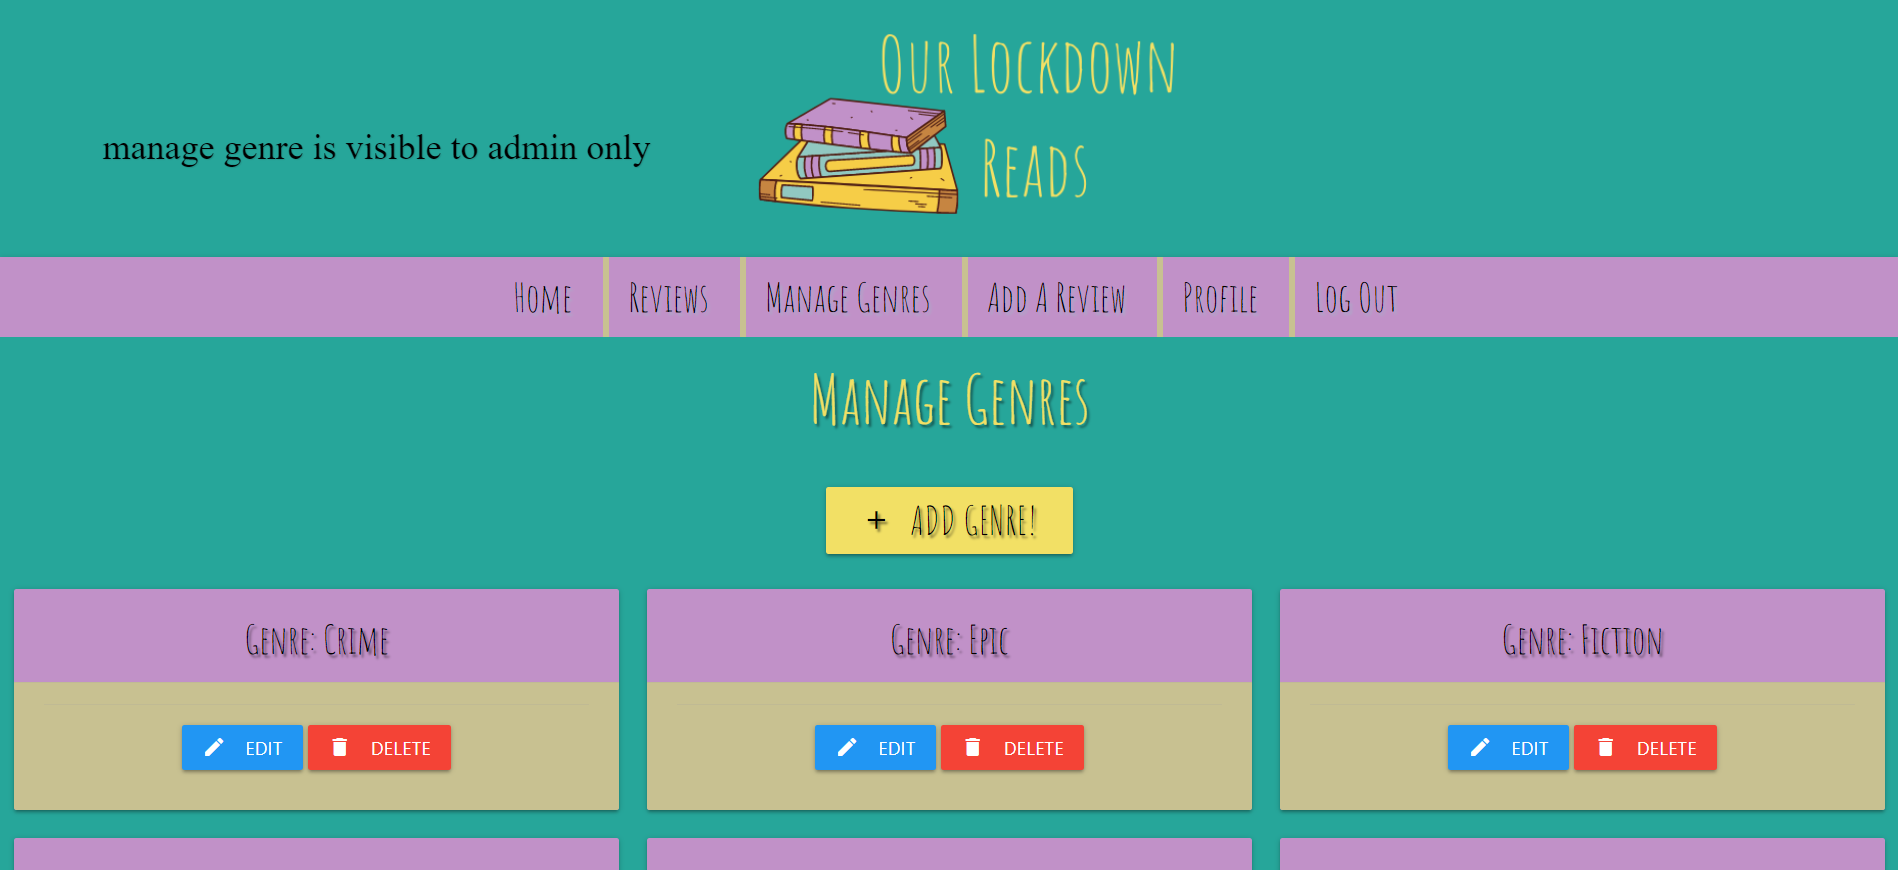 Our Lockdown
Reads
manage genre is visible to admin only
Home Reviews Manage Genres Add A Review Profile Log Out
Manage Genres
+ ADD GENRE!
Genre: Crime
Genre: Epic
Genre: Fiction
EDIT DELETE
EDIT DELETE
EDIT DELETE